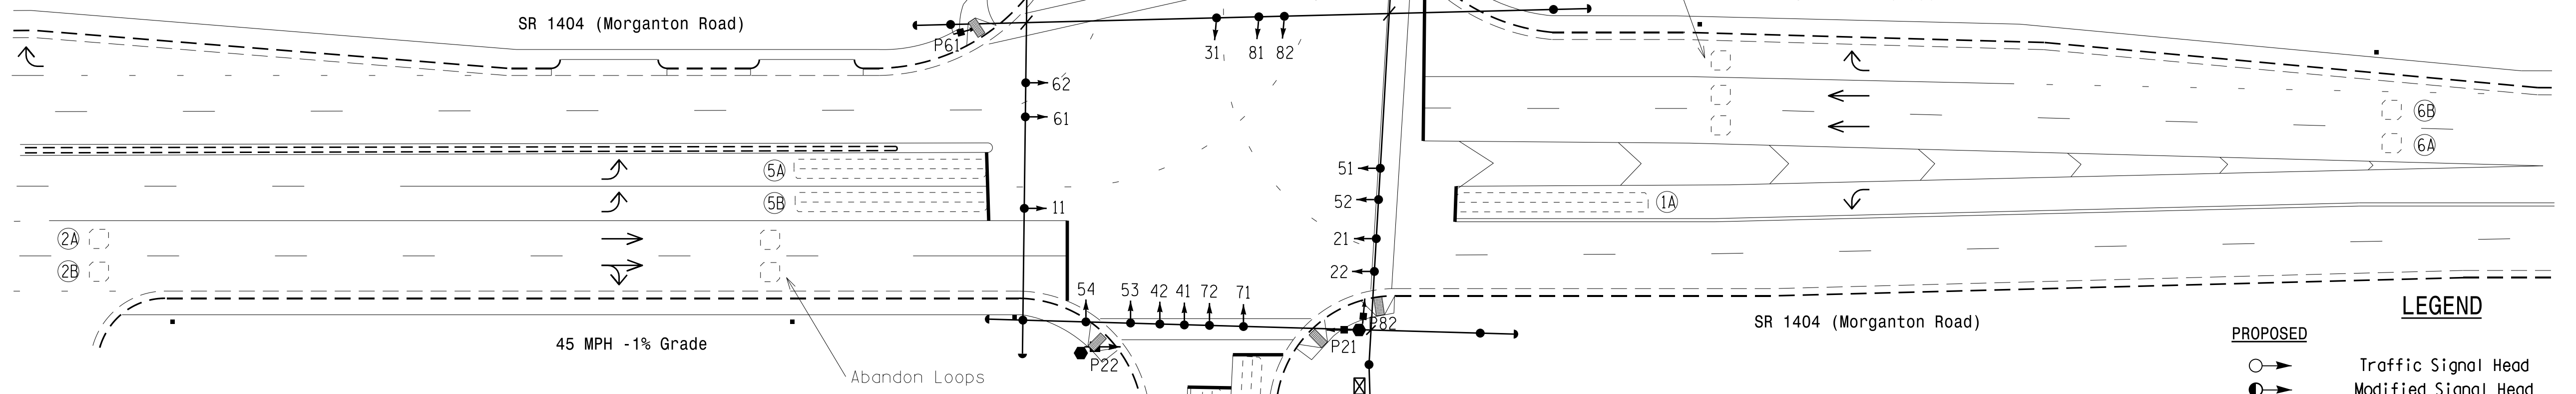 SR 1404 (Morganton Road)
P61
31
81
82
62
61
6B
6A
5A
51
5B
52
1A
11
2A
21
2B
22
54
53
42
41
72
71
P82
P21
P22
SR 1404 (Morganton Road)
45 MPH -1% Grade
Abandon Loops
LEGEND
PROPOSED
Traffic Signal Head
Modified Signal Head